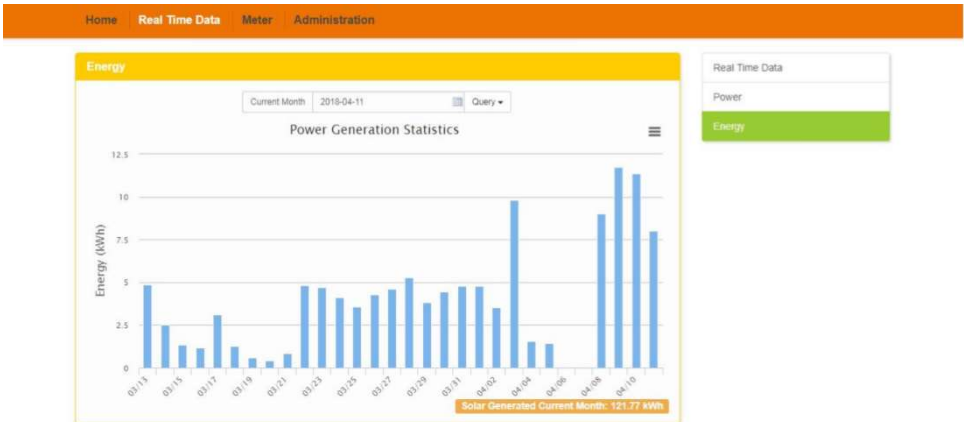 Home Real Time Data Meter Administration
Energy
Real Time Data
Power
Energy
Current Month 2018-04-11 Query
Power Generation Statistics
Energy (kWh)
12.5
10
7.5
5
2.5
0
03/13 03/15 03/17 03/19 03/21 03/23 03/25 03/27 03/29 03/31 04/02 04/04 04/06 04/08 04/10
Solar Generated Current Month: 121.77 kWh